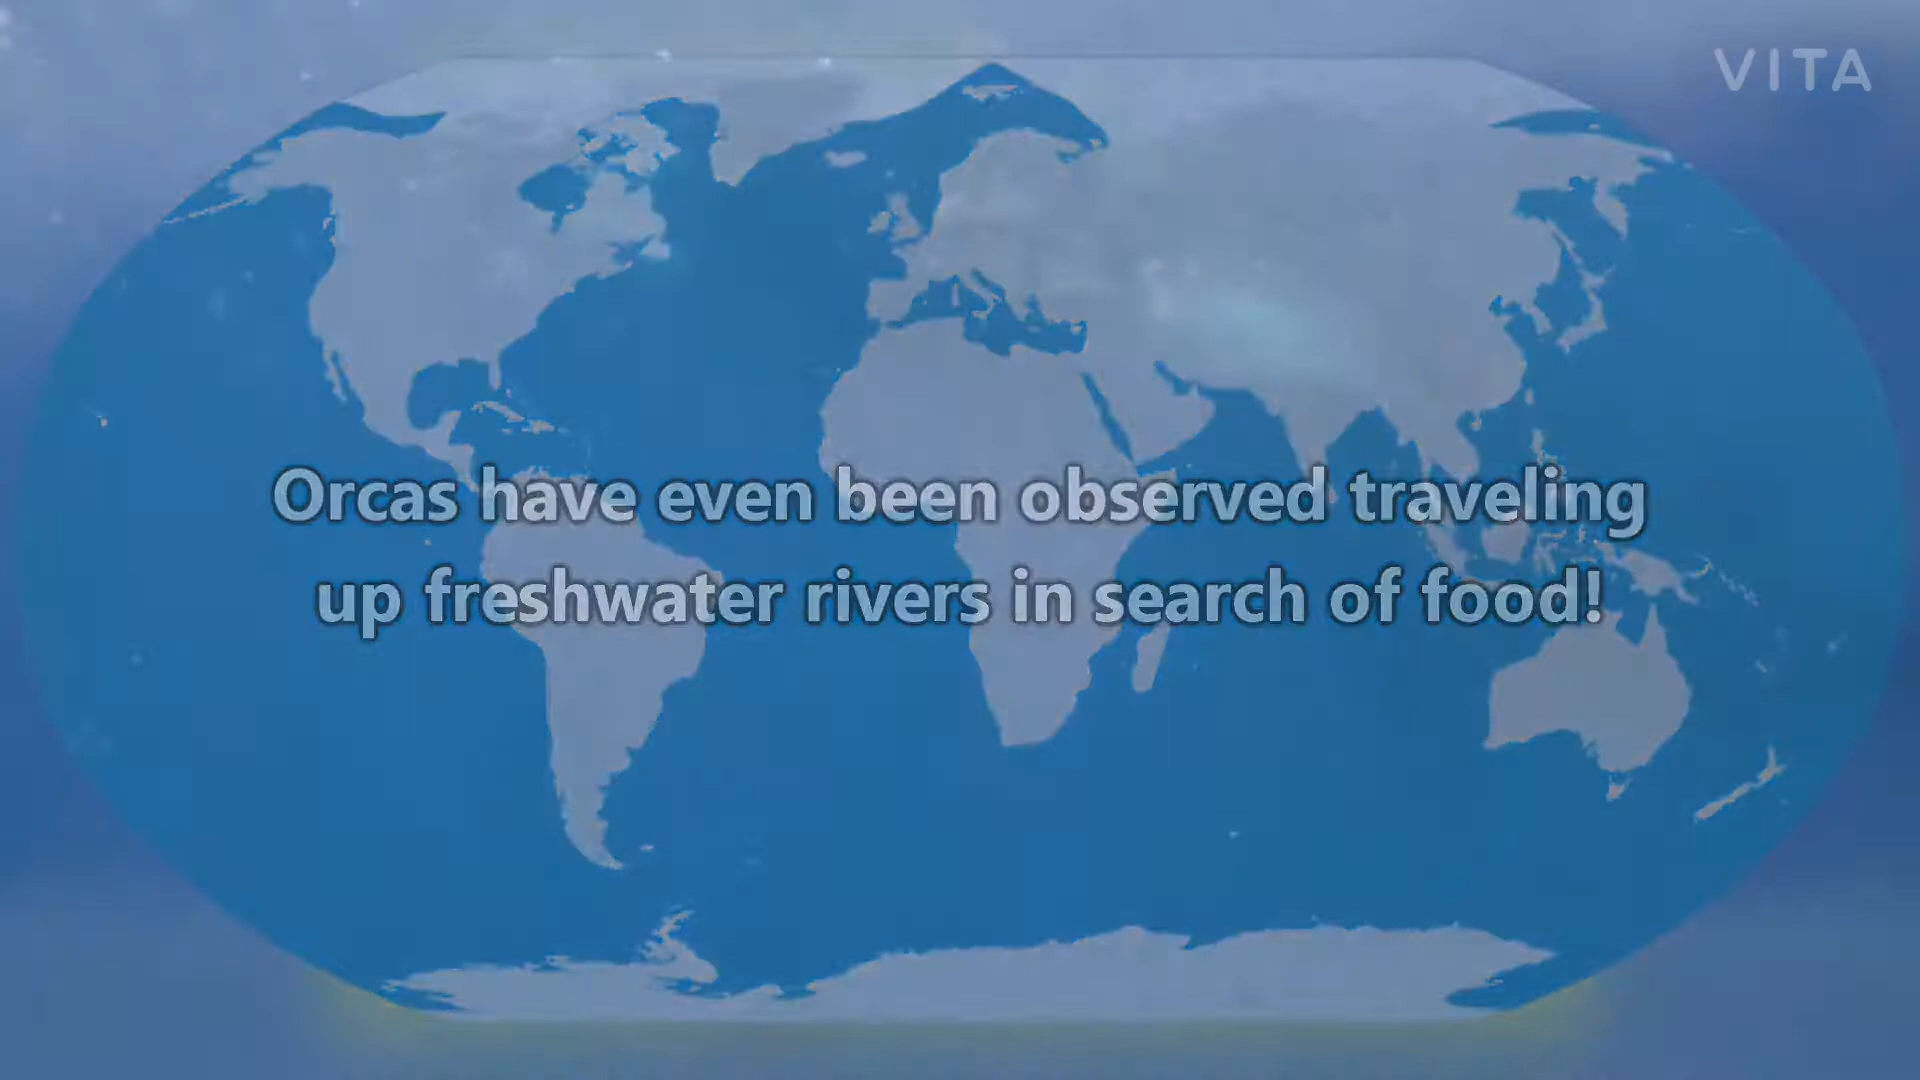 VITA
Orcas have even been observed traveling
up freshwater rivers in search of food!